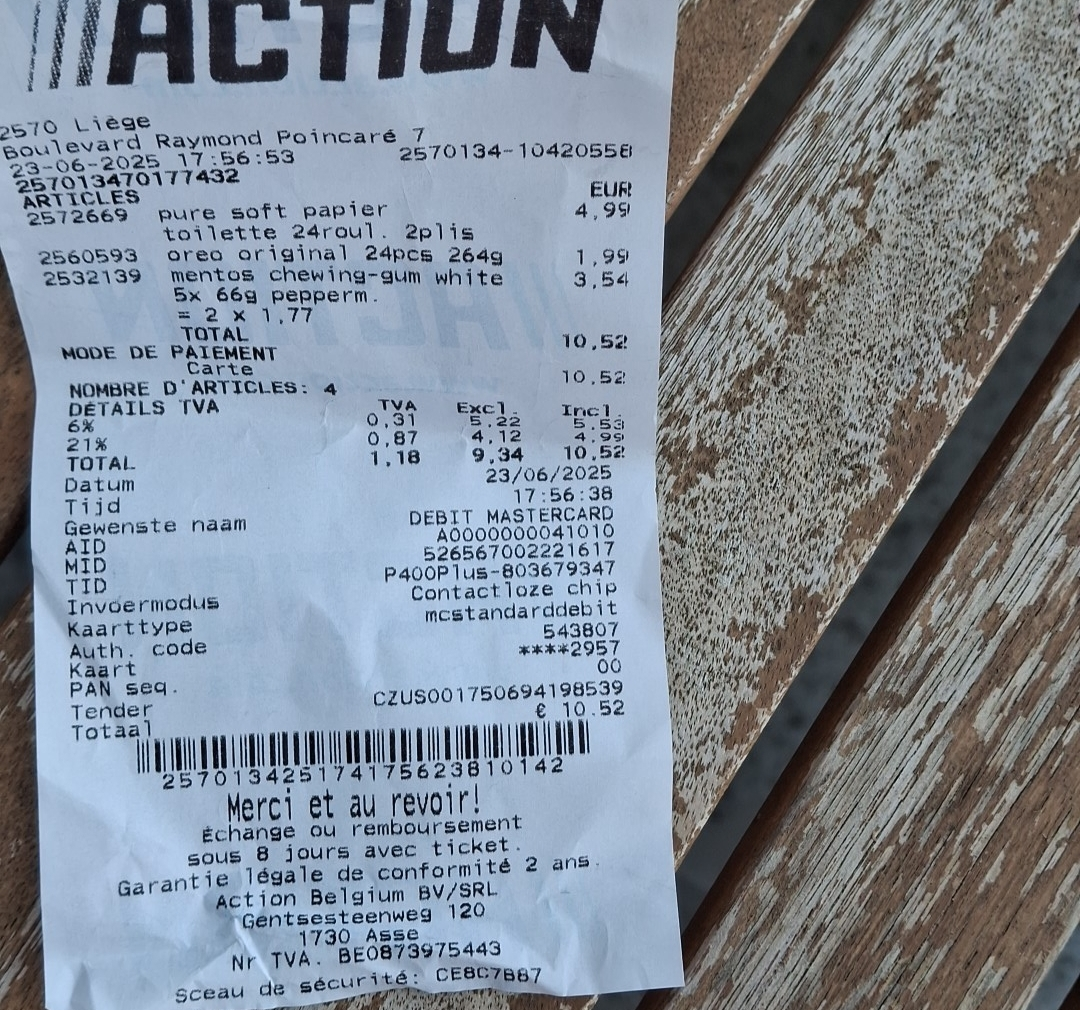 ACTION
2570 Liège
Boulevard Raymond Poincaré 7
23-06-2025 17:56:53 2570134-10420558
257013470177432
ARTICLES EUR
2572669 pure soft papier 4,99
toilette 24roul. 2plis
2560593 oreo original 24pcs 264g 1,99
2532139 mentos chewing-gum white 3,54
5x 66g pepperm.
= 2 x 1,77
TOTAL 10,52
MODE DE PAIEMENT
Carte 10,52
NOMBRE D'ARTICLES: 4
DÉTAILS TVA TVA Excl. Incl.
6% 0,31 5,22 5,53
21% 0,87 4,12 4,99
TOTAL 1,18 9,34 10,52
Datum 23/06/2025
Tijd 17:56:38
Gewenste naam DEBIT MASTERCARD
AID A0000000041010
MID 526567002221617
TID P400Plus-803679347
Invoermodus Contactloze chip
Kaarttype mcstandarddebit
Auth. code 543807
Kaart ****2957
PAN seq. 00
Tender CZUS001750694198539
Totaal € 10.52
257013425174175623810142
Merci et au revoir!
Échange ou remboursement
sous 8 jours avec ticket.
Garantie légale de conformité 2 ans.
Action Belgium BV/SRL
Gentsesteenweg 120
1730 Asse
Nr TVA. BE0873975443
Sceau de sécurité: CE8C7B87